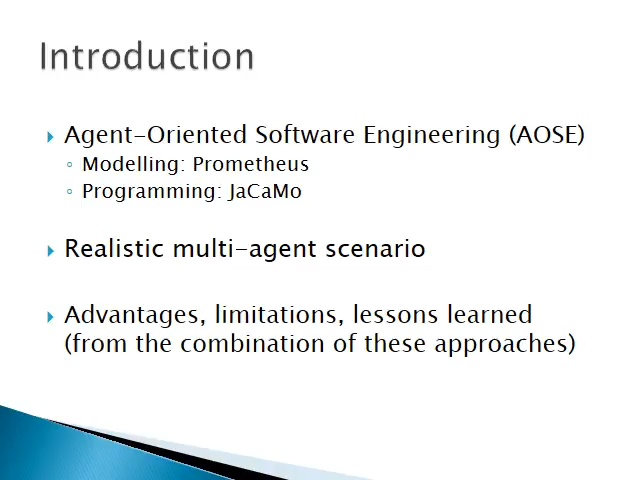 Introduction
Agent-Oriented Software Engineering (AOSE)
Modelling: Prometheus
Programming: JaCaMo
Realistic multi-agent scenario
Advantages, limitations, lessons learned
(from the combination of these approaches)